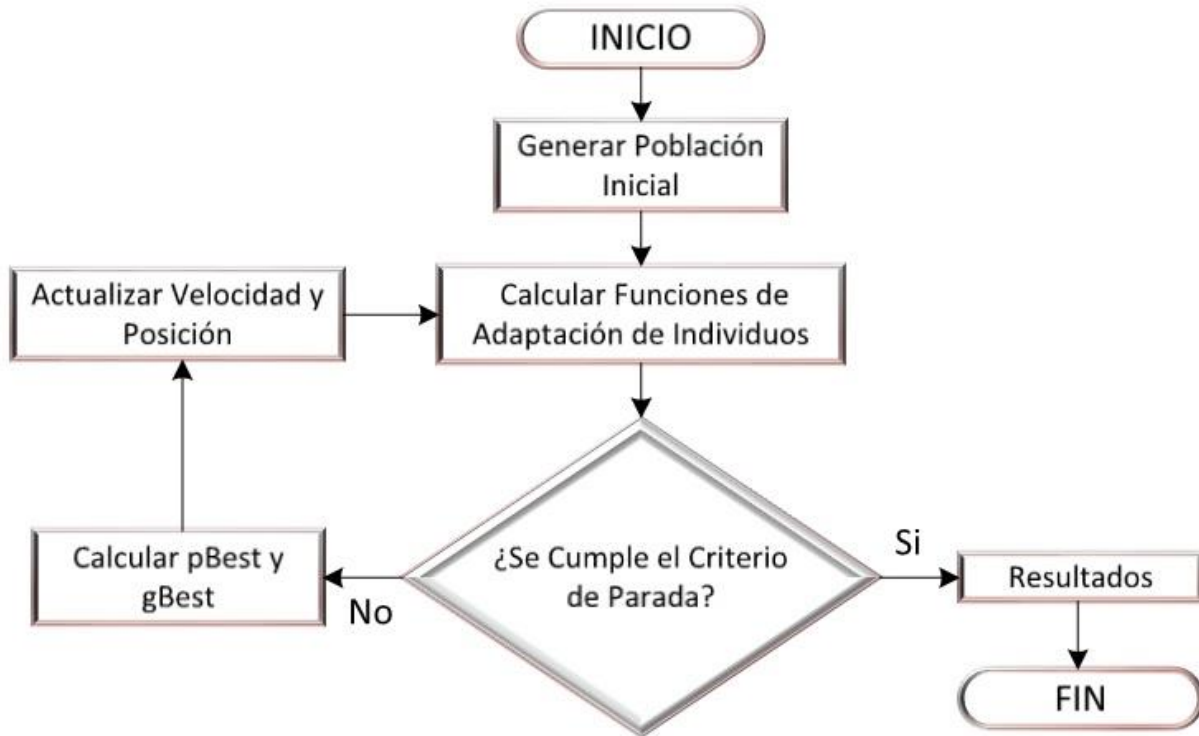 INICIO
Generar Población
Inicial
Actualizar Velocidad y
Posición
Calcular Funciones de
Adaptación de Individuos
¿Se Cumple el Criterio
de Parada?
Si
No
Calcular pBest y
gBest
Resultados
FIN